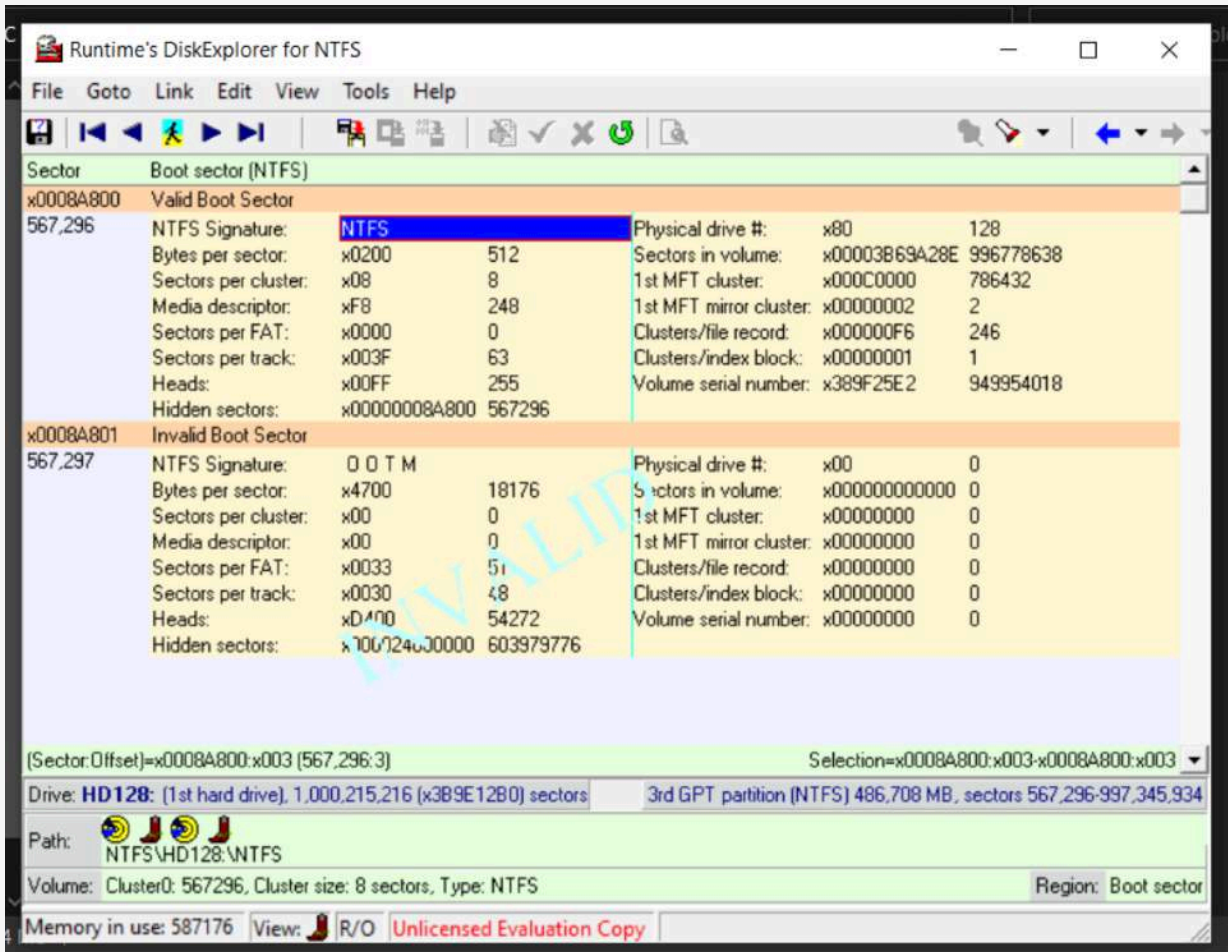 Runtime's DiskExplorer for NTFS
File Goto Link Edit View Tools Help
Sector Boot sector (NTFS)
x0008A800 Valid Boot Sector
567,296 NTFS Signature: NTFS Physical drive #: x80 128
Bytes per sector: x0200 512 Sectors in volume: x00003B69A28E 996778638
Sectors per cluster: x08 8 1st MFT cluster: x000C0000 786432
Media descriptor: xF8 248 1st MFT mirror cluster: x00000002 2
Sectors per FAT: x0000 0 Clusters/file record: x000000F6 246
Sectors per track: x003F 63 Clusters/index block: x00000001 1
Heads: x00FF 255 Volume serial number: x389F25E2 949954018
Hidden sectors: x00000008A800 567296
x0008A801 Invalid Boot Sector
567,297 NTFS Signature: O O T M Physical drive #: x00 0
Bytes per sector: x4700 18176 Sectors in volume: x000000000000 0
Sectors per cluster: x00 0 1st MFT cluster: x00000000 0
Media descriptor: x00 0 1st MFT mirror cluster: x00000000 0
Sectors per FAT: x0033 51 Clusters/file record: x00000000 0
Sectors per track: x0030 48 Clusters/index block: x00000000 0
Heads: xD400 54272 Volume serial number: x00000000 0
Hidden sectors: x000024000000 603979776
INVALID
(Sector:Offset)=x0008A800:x003 (567,296:3) Selection=x0008A800:x003-x0008A800:x003
Drive: HD128: (1st hard drive), 1,000,215,216 (x3B9E12B0) sectors 3rd GPT partition (NTFS) 486,708 MB, sectors 567,296-997,345,934
Path: NTFS\HD128:\NTFS
Volume: Cluster0: 567296, Cluster size: 8 sectors, Type: NTFS Region: Boot sector
Memory in use: 587176 View: R/O Unlicensed Evaluation Copy